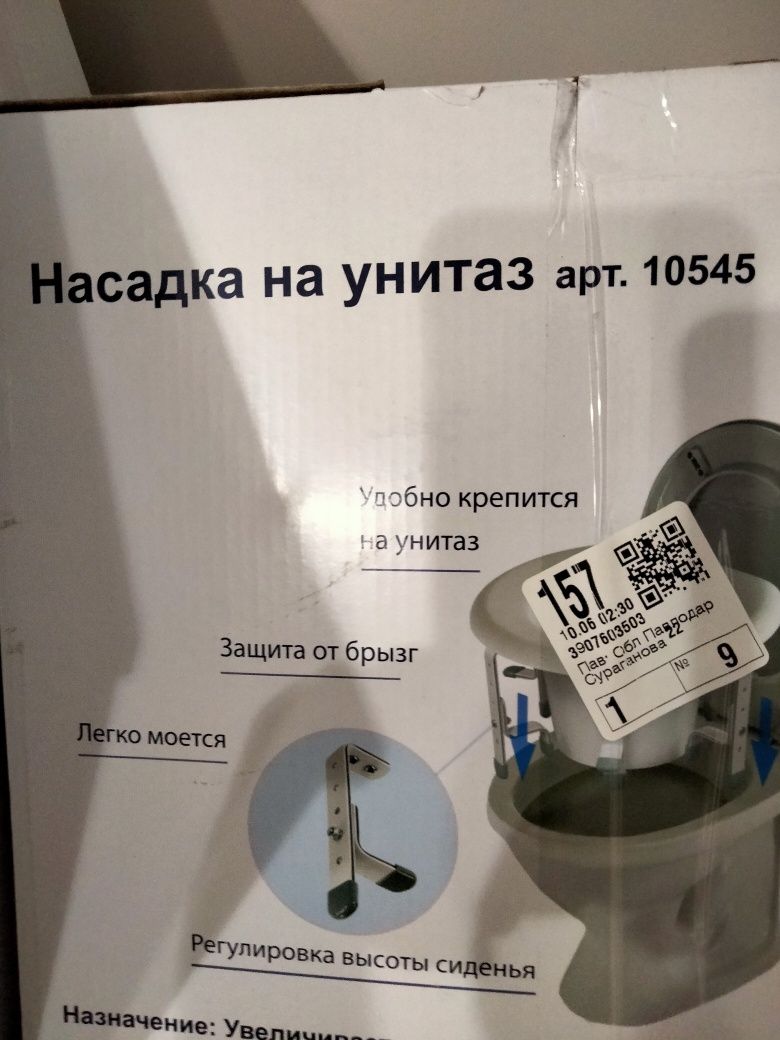 Насадка на унитаз арт. 10545
Удобно крепится
на унитаз
157
10.06 02:30
3907603503
Пав· Обл Павлодар
Сураганова 22
1
№ 9
Защита от брызг
Легко моется
Регулировка высоты сиденья
Назначение: